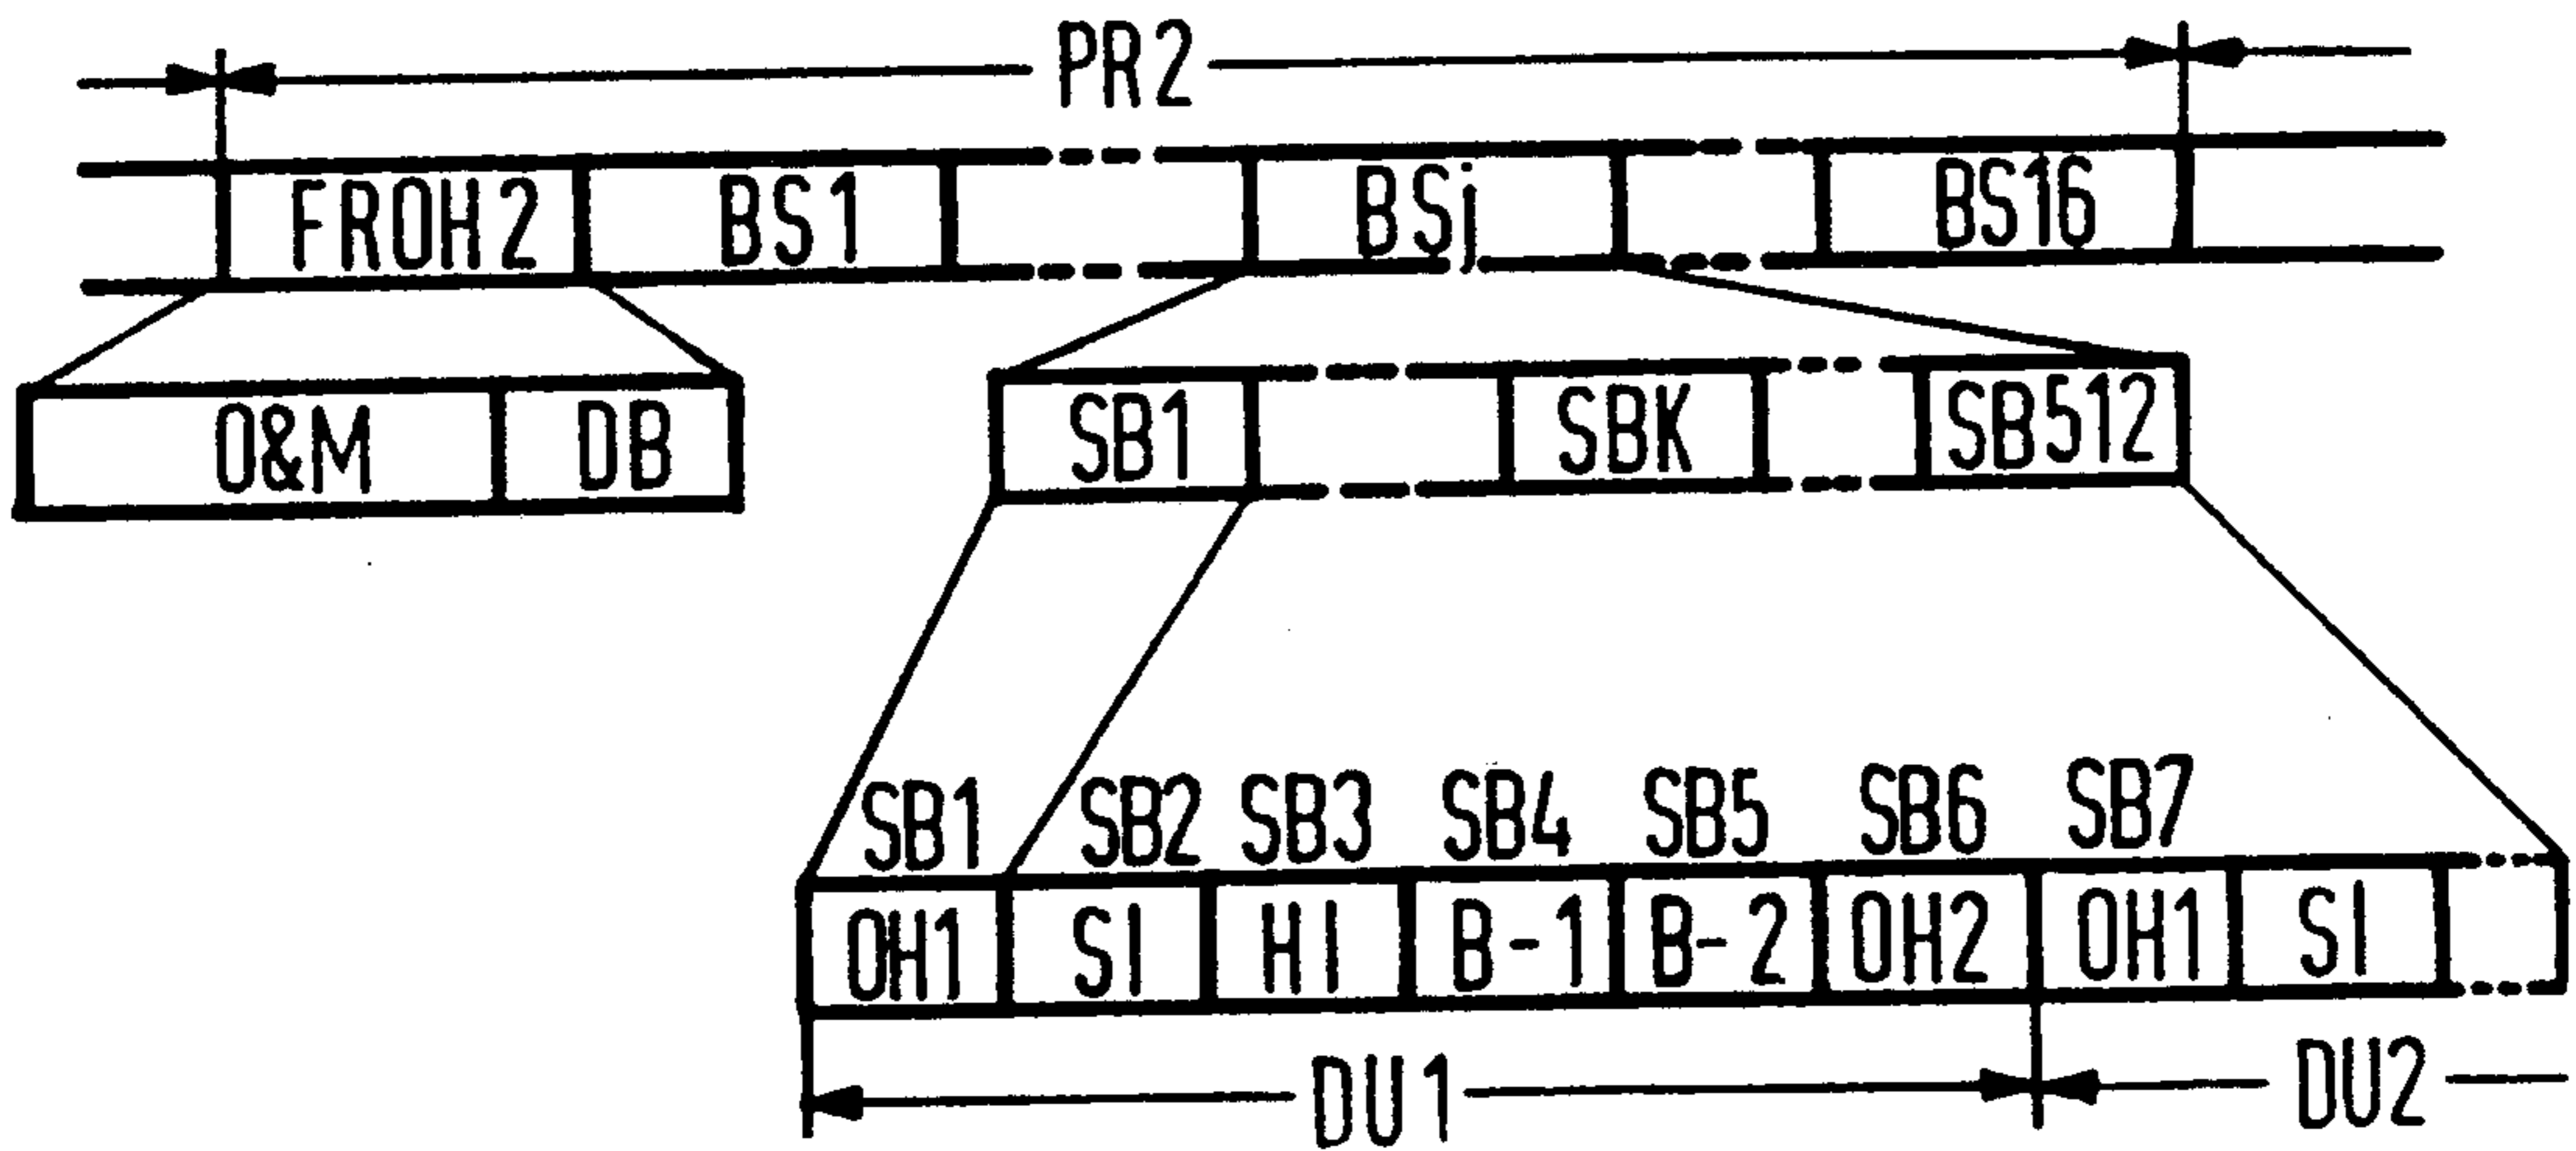 PR2
FROH2 BS1 BSj BS16
O&M DB SB1 SBK SB512
SB1 SB2 SB3 SB4 SB5 SB6 SB7
OH1 SI HI B-1 B-2 OH2 OH1 SI
DU1 DU2